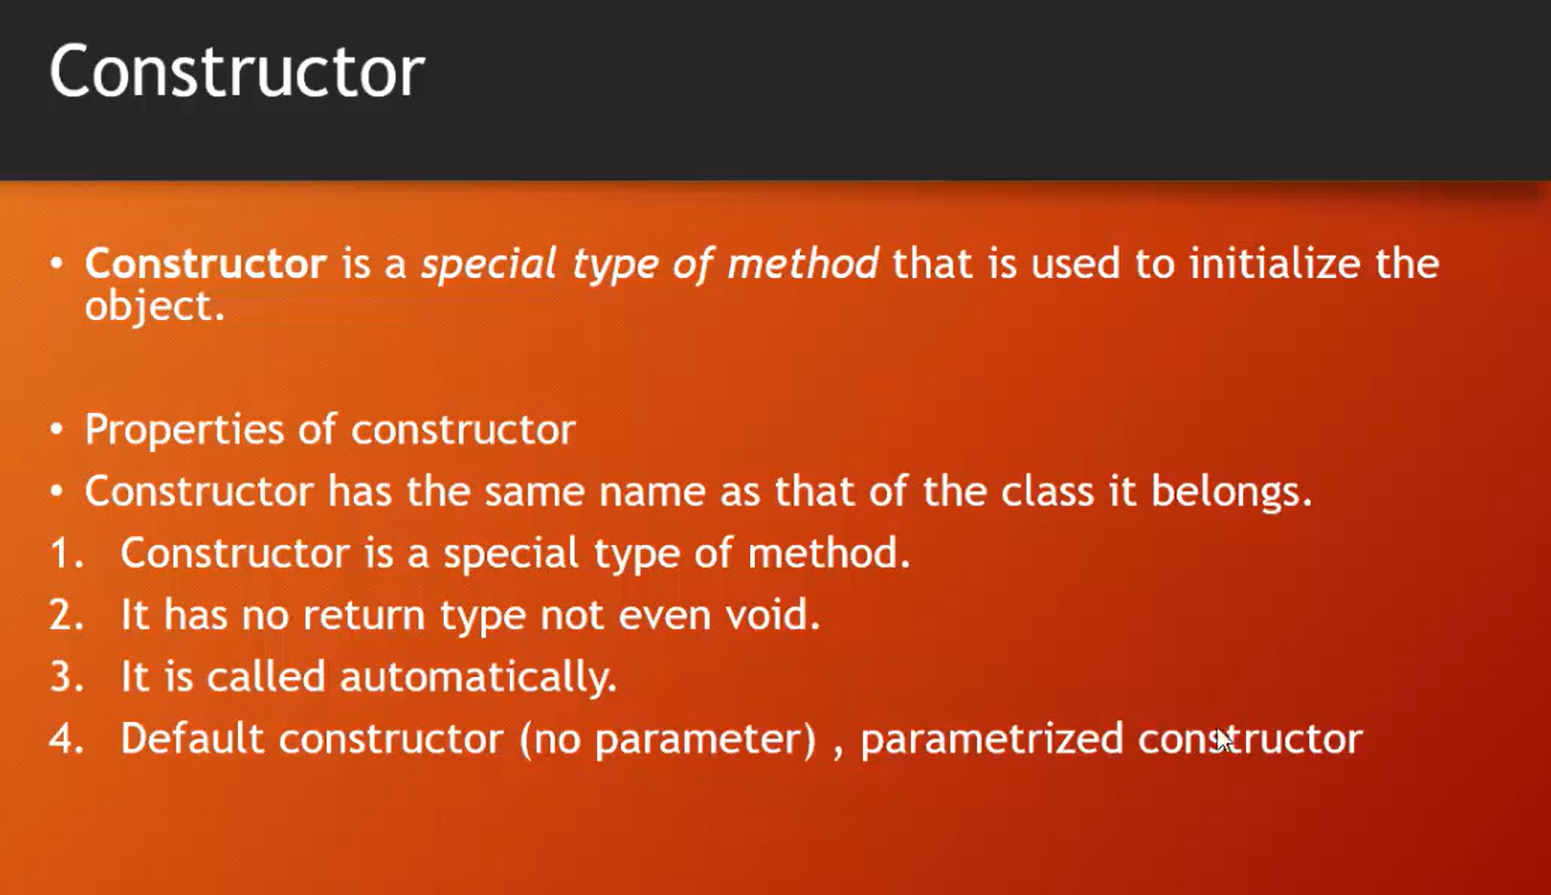 Constructor
• Constructor is a special type of method that is used to initialize the
object.
• Properties of constructor
• Constructor has the same name as that of the class it belongs.
1. Constructor is a special type of method.
2. It has no return type not even void.
3. It is called automatically.
4. Default constructor (no parameter) , parametrized constructor